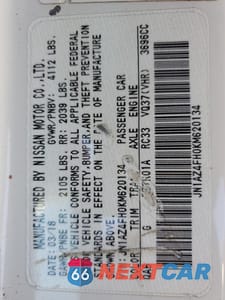 MANUFACTURED BY NISSAN MOTOR CO.,LTD.
DATE: 03/18 GVWR/PNBV: 4112 LBS.
GAWR/PNBE FR: 2105 LBS. RR: 2039 LBS.
VEHICLE CONFORMS TO ALL APPLICABLE FEDERAL
VEHICLE SAFETY, BUMPER, AND THEFT PREVENTION
STANDARDS IN EFFECT ON THE DATE OF MANUFACTURE
SHOWN ABOVE.
JN1AZ4FH0KM620134 PASSENGER CAR
COLOR TRIM TRANS AXLE ENGINE
G RC33 VQ37(VHR) 3696CC
JN1AZ4FH0KM620134
66
NEXTCAR